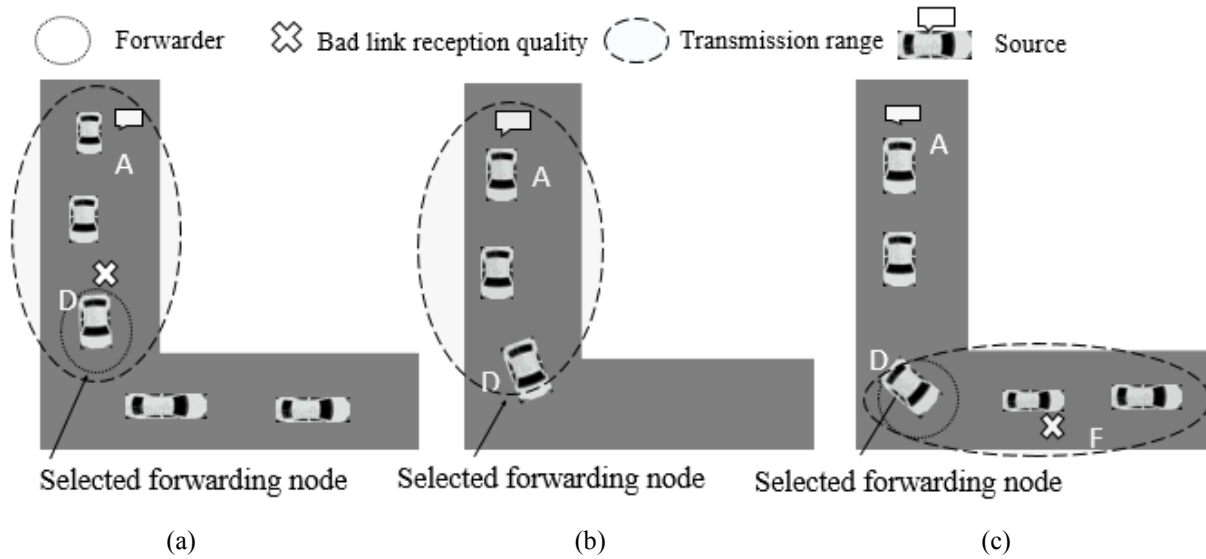 Forwarder Bad link reception quality Transmission range Source
A A A
D D D
F
Selected forwarding node Selected forwarding node Selected forwarding node
(a) (b) (c)